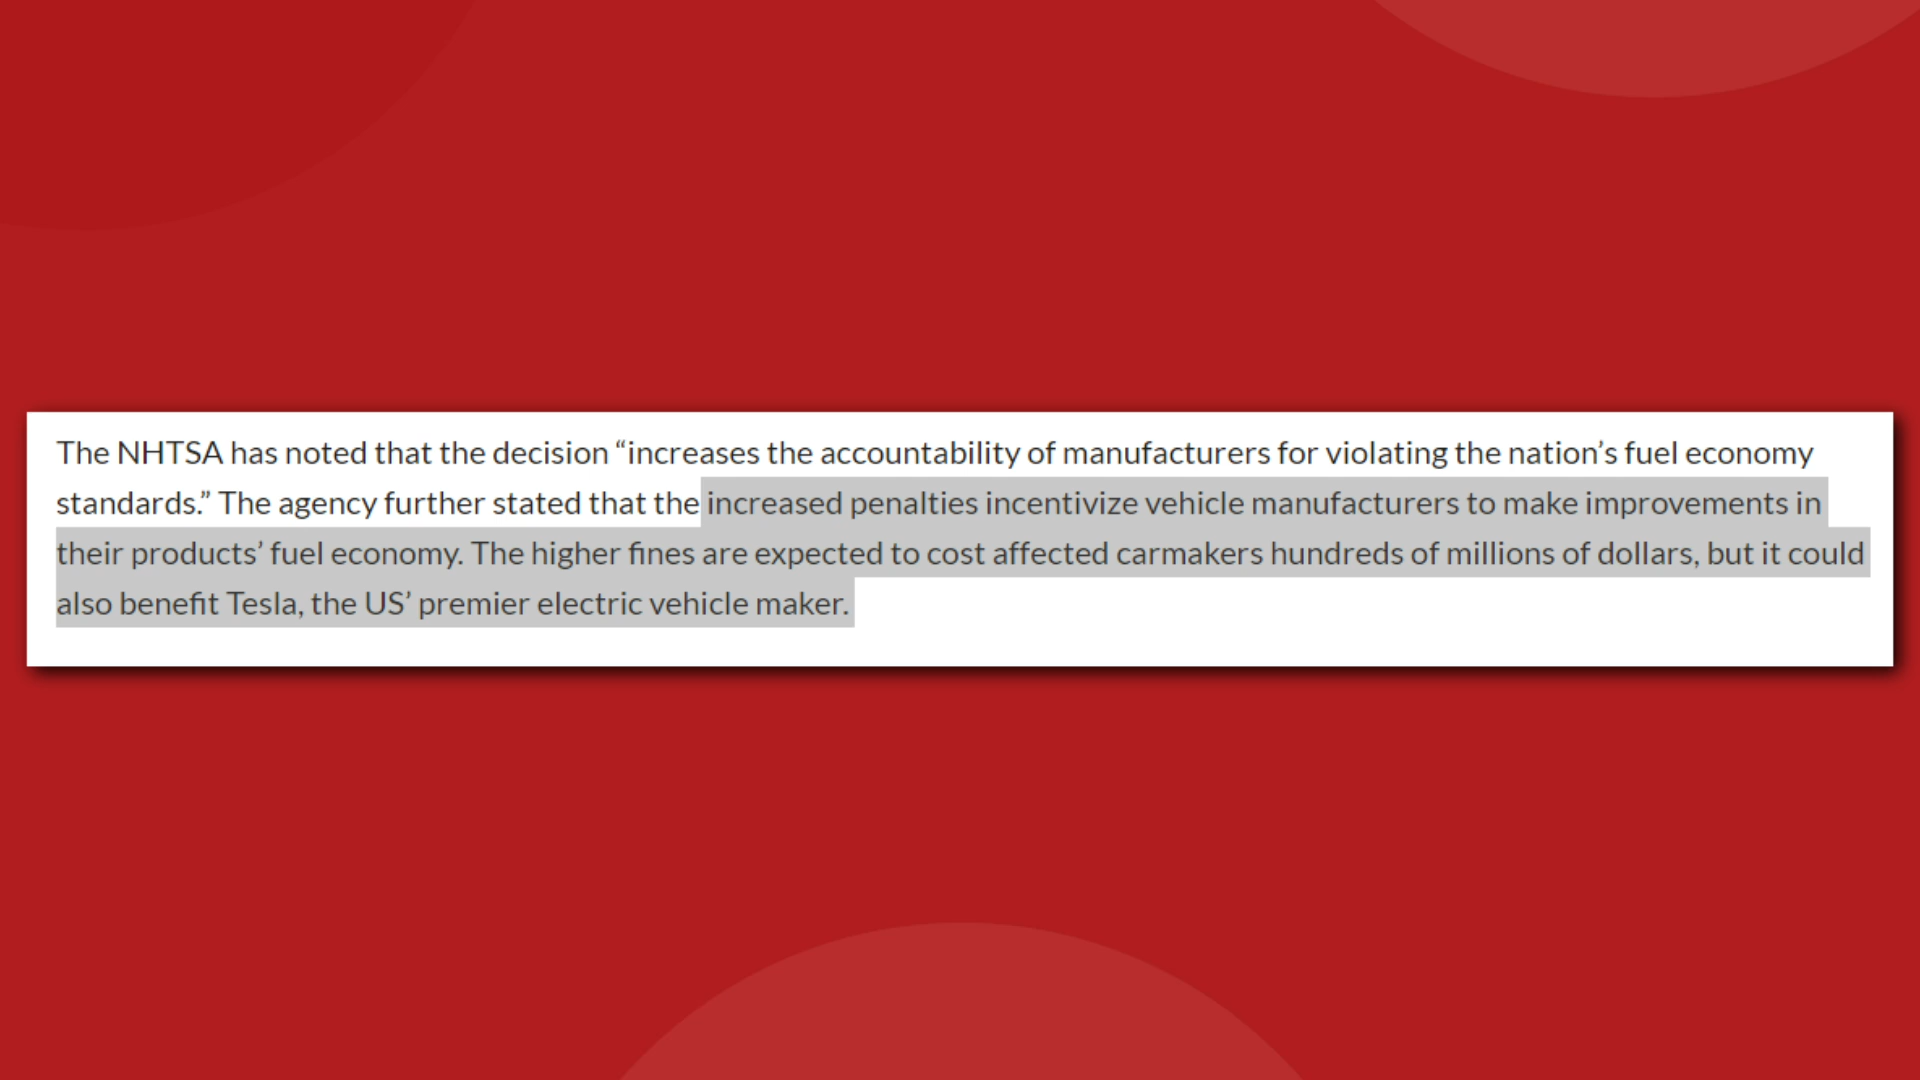 The NHTSA has noted that the decision “increases the accountability of manufacturers for violating the nation’s fuel economy
standards.” The agency further stated that the increased penalties incentivize vehicle manufacturers to make improvements in
their products’ fuel economy. The higher fines are expected to cost affected carmakers hundreds of millions of dollars, but it could
also benefit Tesla, the US’ premier electric vehicle maker.